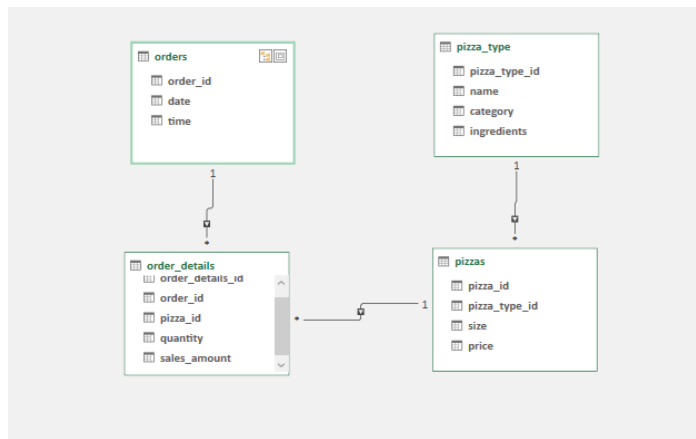 orders
order_id
date
time
pizza_type
pizza_type_id
name
category
ingredients
1
*
1
*
order_details
order_details_id
order_id
pizza_id
quantity
sales_amount
*
1
pizzas
pizza_id
pizza_type_id
size
price